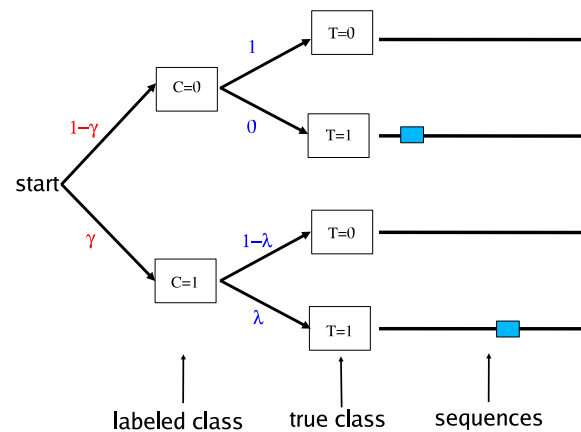 T=0
1
C=0
0
T=1
1−γ
start
γ
T=0
1−λ
C=1
λ
T=1
labeled class
true class
sequences